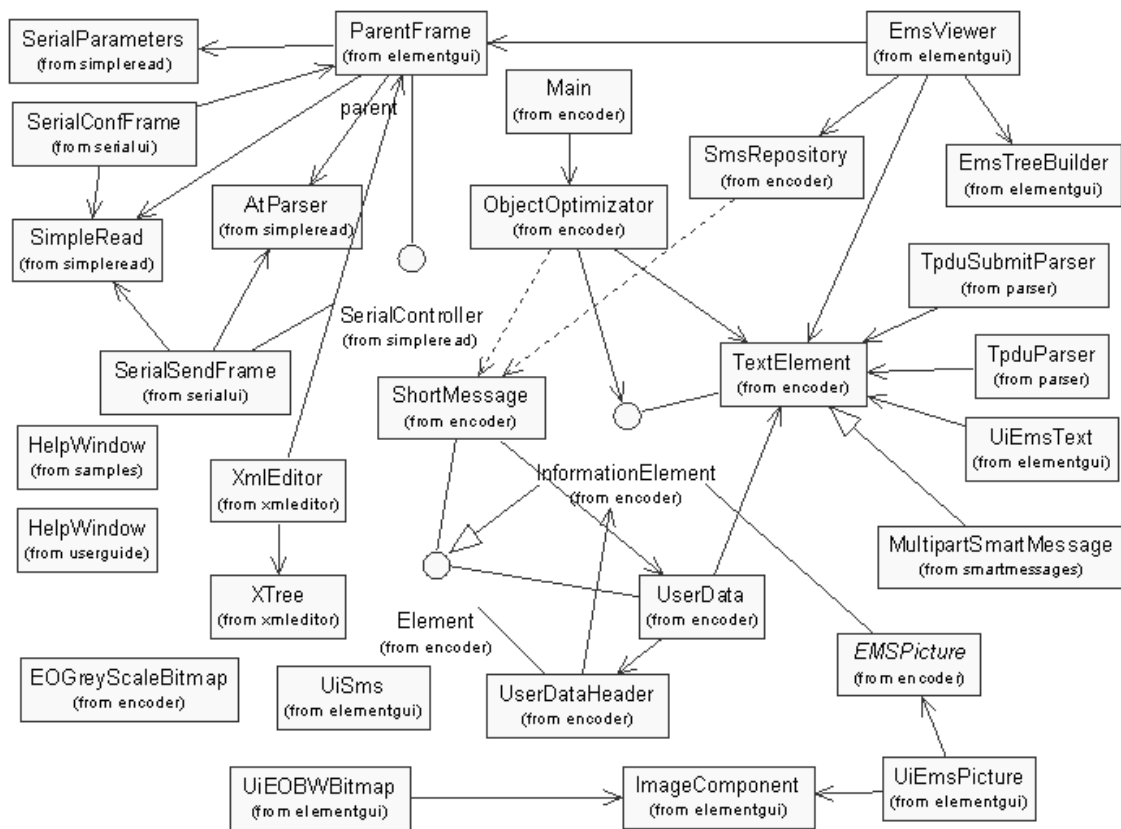 SerialParameters
(from simpleread)
ParentFrame
(from elementgui)
EmsViewer
(from elementgui)
Main
(from encoder)
parent
SerialConfFrame
(from serialui)
SmsRepository
(from encoder)
EmsTreeBuilder
(from elementgui)
AtParser
(from simpleread)
ObjectOptimizator
(from encoder)
SimpleRead
(from simpleread)
TpduSubmitParser
(from parser)
SerialController
(from simpleread)
SerialSendFrame
(from serialui)
TextElement
(from encoder)
TpduParser
(from parser)
ShortMessage
(from encoder)
UiEmsText
(from elementgui)
HelpWindow
(from samples)
XmlEditor
(from xmleditor)
InformationElement
(from encoder)
HelpWindow
(from userguide)
MultipartSmartMessage
(from smartmessages)
XTree
(from xmleditor)
UserData
(from encoder)
Element
(from encoder)
EMSPicture
(from encoder)
EOGreyScaleBitmap
(from encoder)
UiSms
(from elementgui)
UserDataHeader
(from encoder)
UiEOBWBitmap
(from elementgui)
ImageComponent
(from elementgui)
UiEmsPicture
(from elementgui)